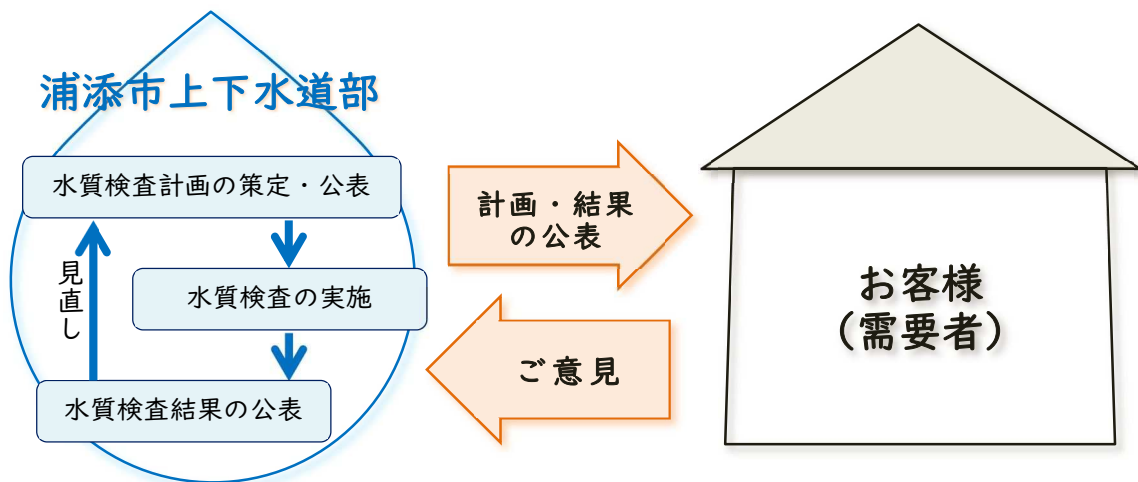 浦添市上下水道部
水質検査計画の策定・公表
見直し
水質検査の実施
水質検査結果の公表
計画・結果
の公表
ご意見
お客様
（需要者）